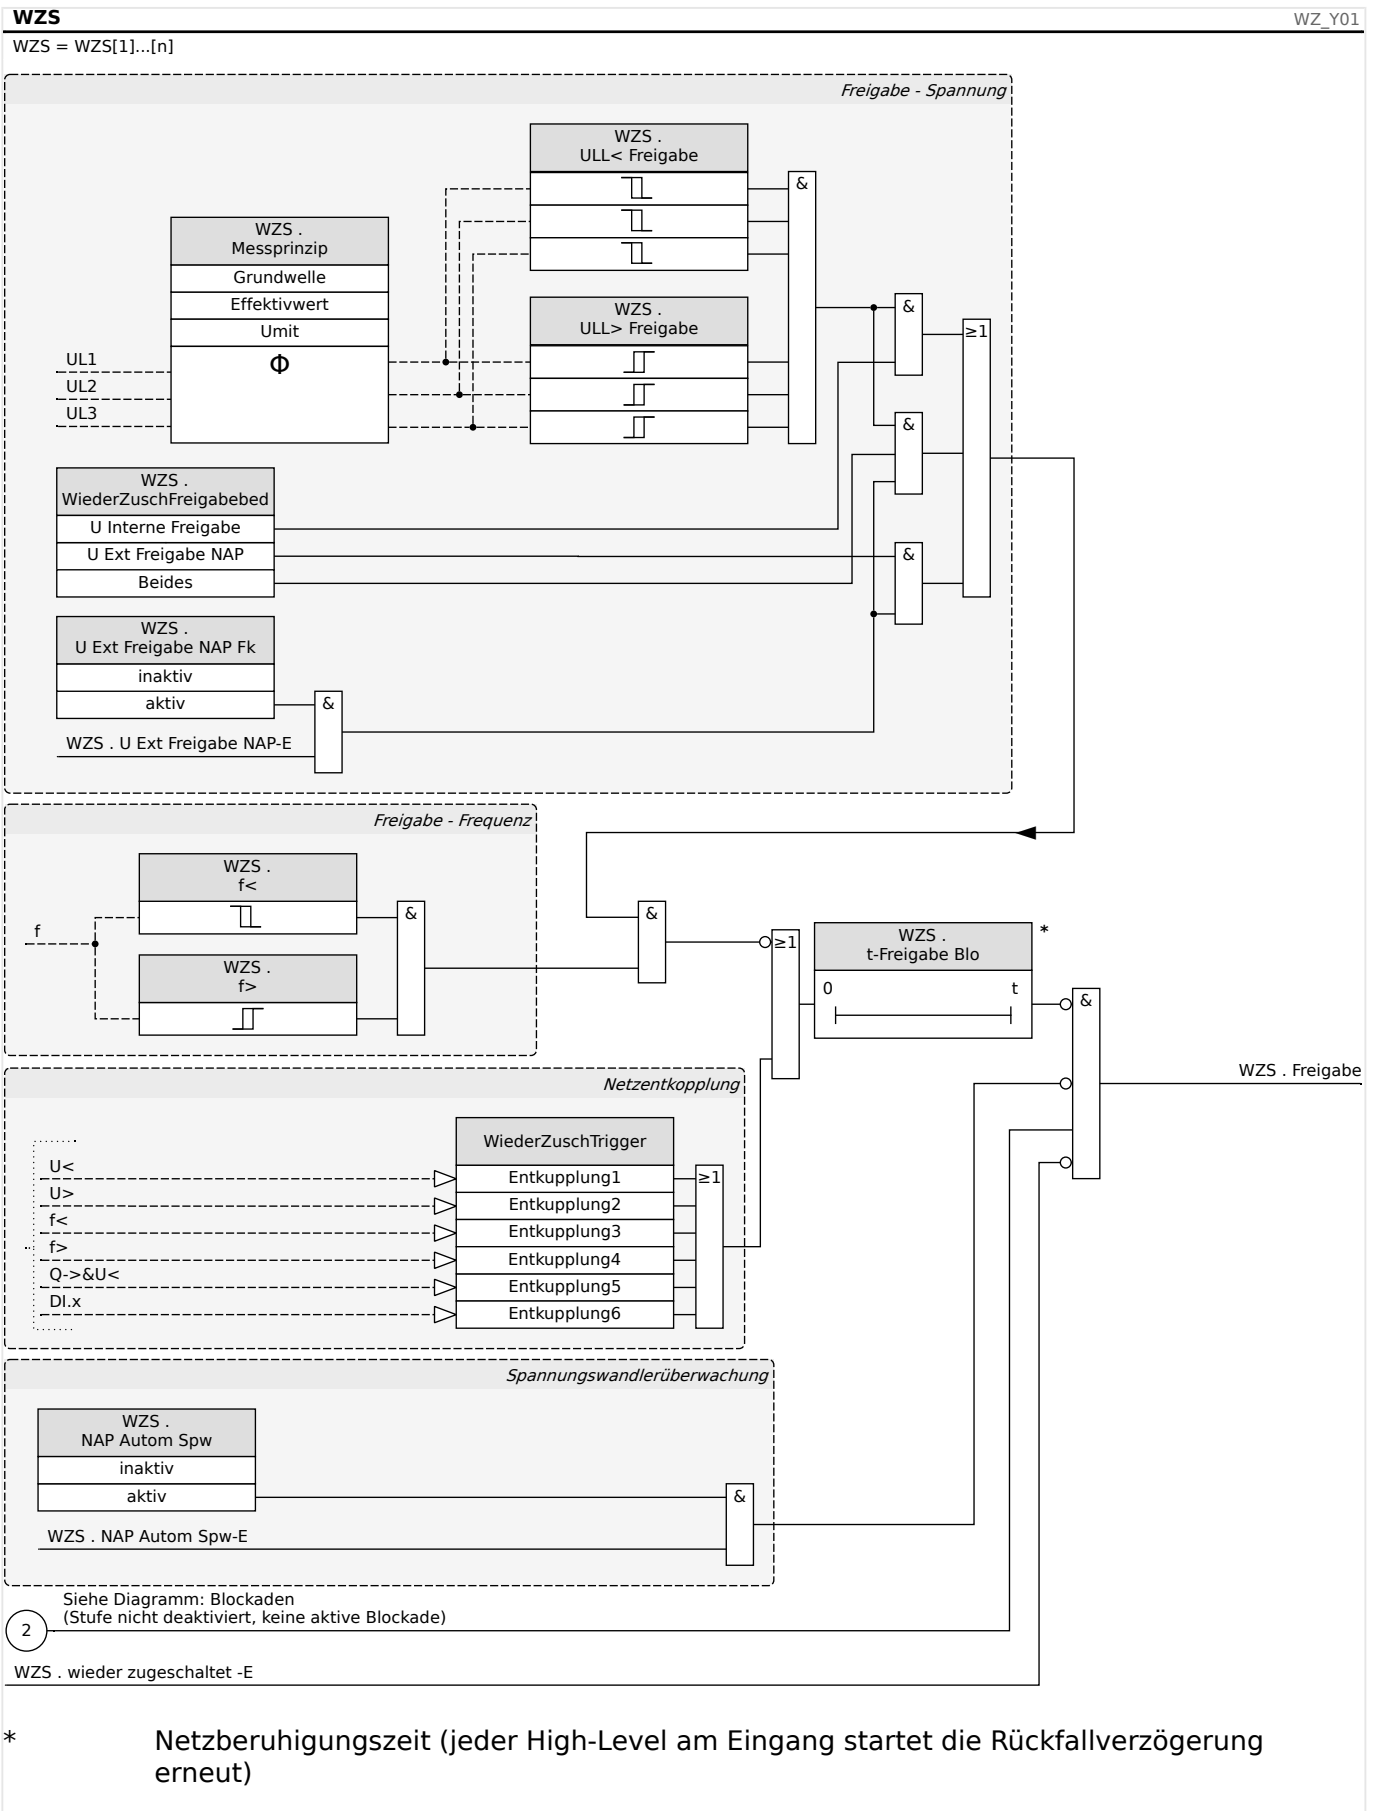 WZS
WZ_Y01
WZS = WZS[1]...[n]
Freigabe - Spannung
WZS .
ULL< Freigabe
&
WZS .
Messprinzip
Grundwelle
Effektivwert
Umit
Φ
UL1
UL2
UL3
WZS .
ULL> Freigabe
&
≥1
&
WZS .
WiederZuschFreigabebed
U Interne Freigabe
U Ext Freigabe NAP
Beides
&
WZS .
U Ext Freigabe NAP Fk
inaktiv
aktiv
&
WZS . U Ext Freigabe NAP-E
Freigabe - Frequenz
WZS .
f<
f
WZS .
f>
&
&
≥1
WZS .
t-Freigabe Blo
*
0
t
&
WZS . Freigabe
Netzentkopplung
WiederZuschTrigger
U<
Entkupplung1
U>
Entkupplung2
f<
Entkupplung3
f>
Entkupplung4
Q->&U<
Entkupplung5
DI.x
Entkupplung6
≥1
Spannungswandlerüberwachung
WZS .
NAP Autom Spw
inaktiv
aktiv
&
WZS . NAP Autom Spw-E
Siehe Diagramm: Blockaden
(Stufe nicht deaktiviert, keine aktive Blockade)
2
WZS . wieder zugeschaltet -E
* Netzberuhigungszeit (jeder High-Level am Eingang startet die Rückfallverzögerung
erneut)